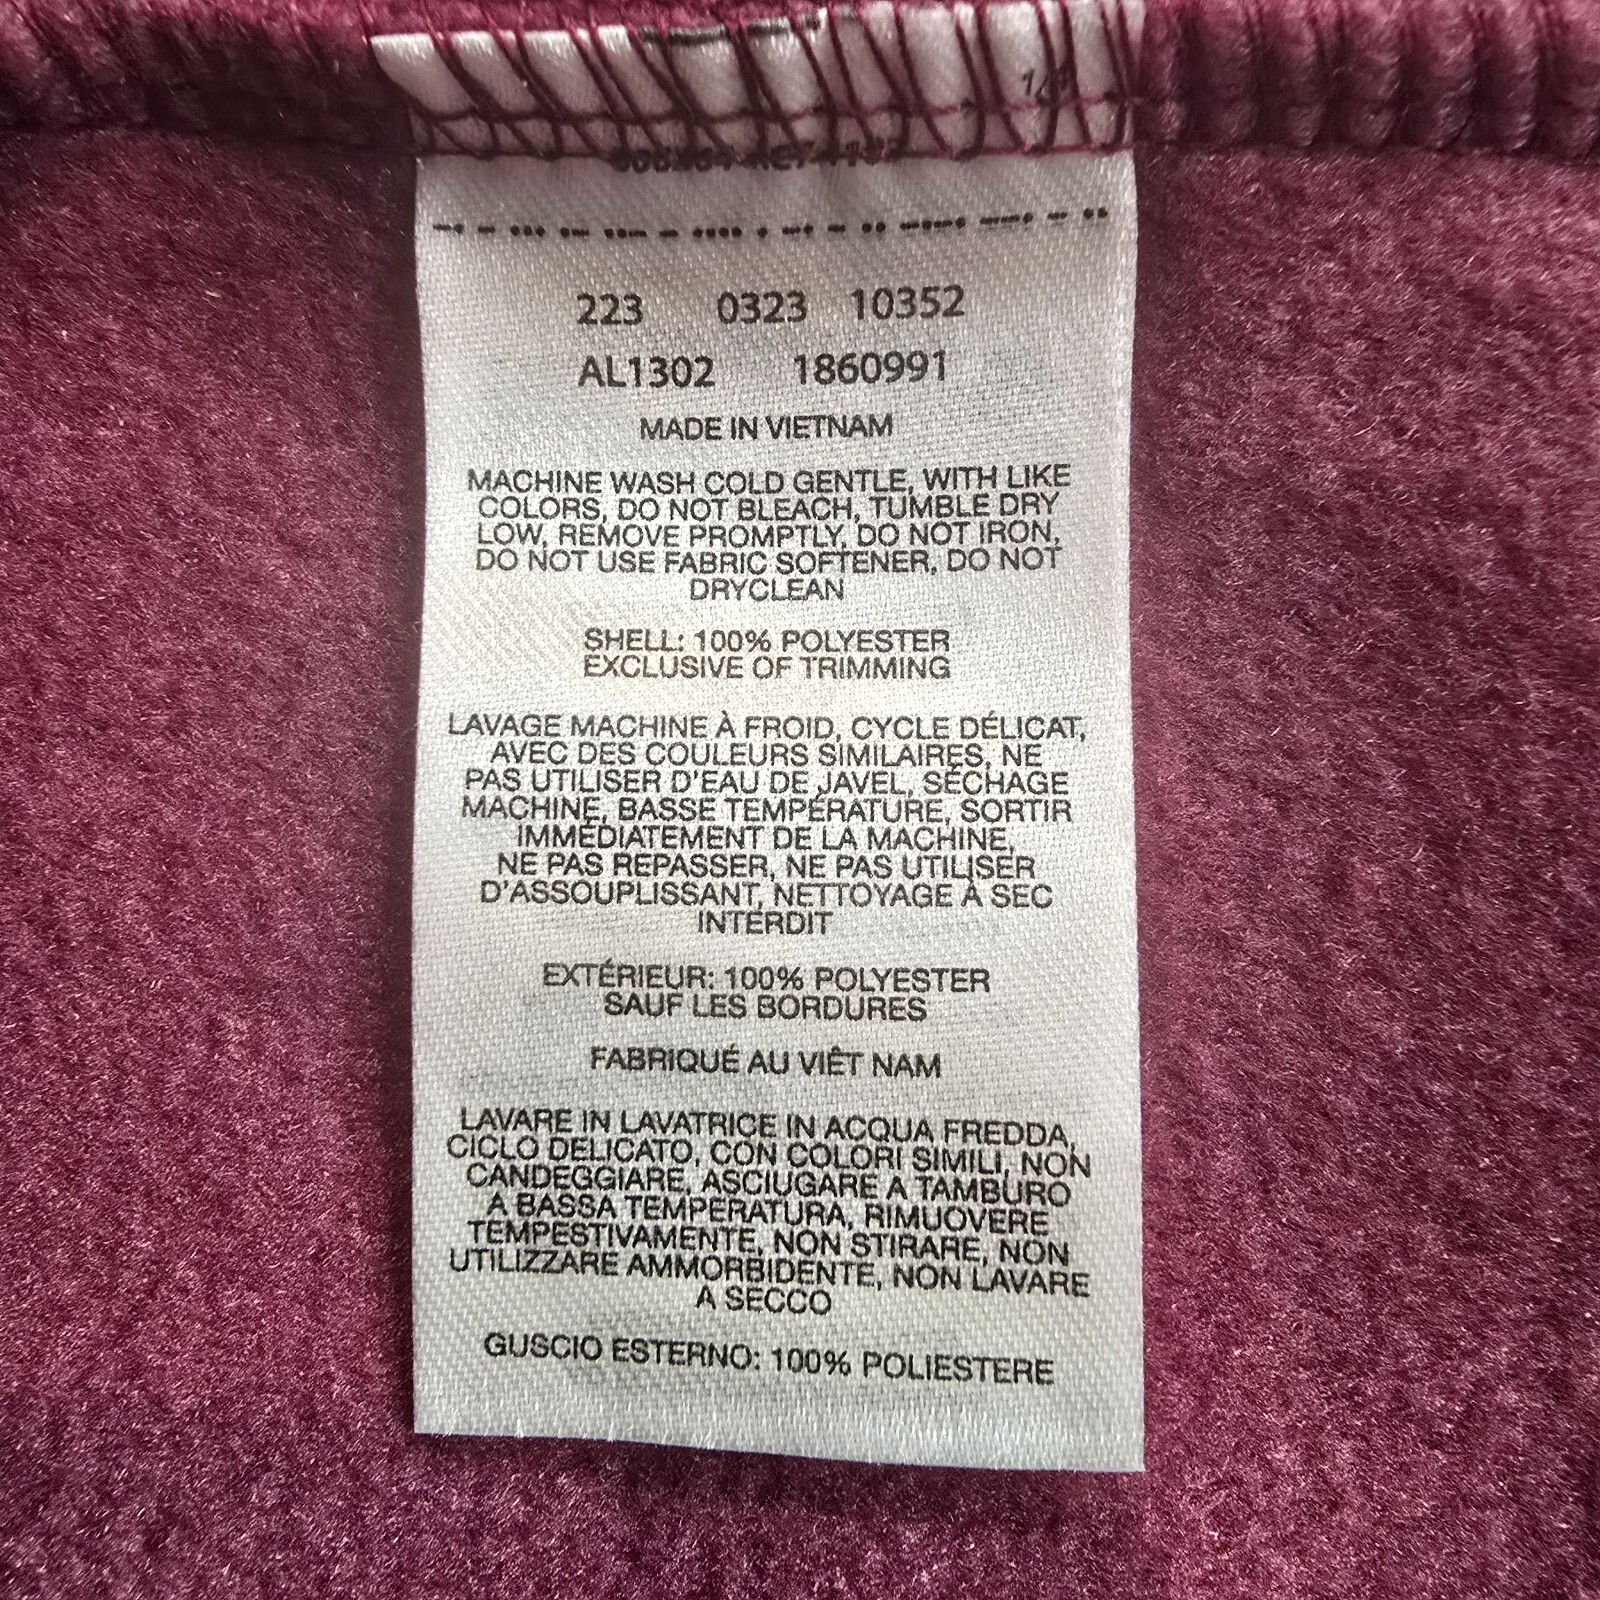 223 0323 10352
AL1302 1860991
MADE IN VIETNAM
MACHINE WASH COLD GENTLE, WITH LIKE
COLORS, DO NOT BLEACH, TUMBLE DRY
LOW, REMOVE PROMPTLY, DO NOT IRON,
DO NOT USE FABRIC SOFTENER, DO NOT
DRYCLEAN
SHELL: 100% POLYESTER
EXCLUSIVE OF TRIMMING
LAVAGE MACHINE À FROID, CYCLE DÉLICAT,
AVEC DES COULEURS SIMILAIRES, NE
PAS UTILISER D'EAU DE JAVEL, SÉCHAGE
MACHINE, BASSE TEMPÉRATURE, SORTIR
IMMÉDIATEMENT DE LA MACHINE,
NE PAS REPASSER, NE PAS UTILISER
D'ASSOUPLISSANT, NETTOYAGE À SEC
INTERDIT
EXTÉRIEUR: 100% POLYESTER
SAUF LES BORDURES
FABRIQUÉ AU VIÊT NAM
LAVARE IN LAVATRICE IN ACQUA FREDDA,
CICLO DELICATO, CON COLORI SIMILI, NON
CANDEGGIARE, ASCIUGARE A TAMBURO
A BASSA TEMPERATURA, RIMUOVERE
TEMPESTIVAMENTE, NON STIRARE, NON
UTILIZZARE AMMORBIDENTE, NON LAVARE
A SECCO
GUSCIO ESTERNO: 100% POLIESTERE